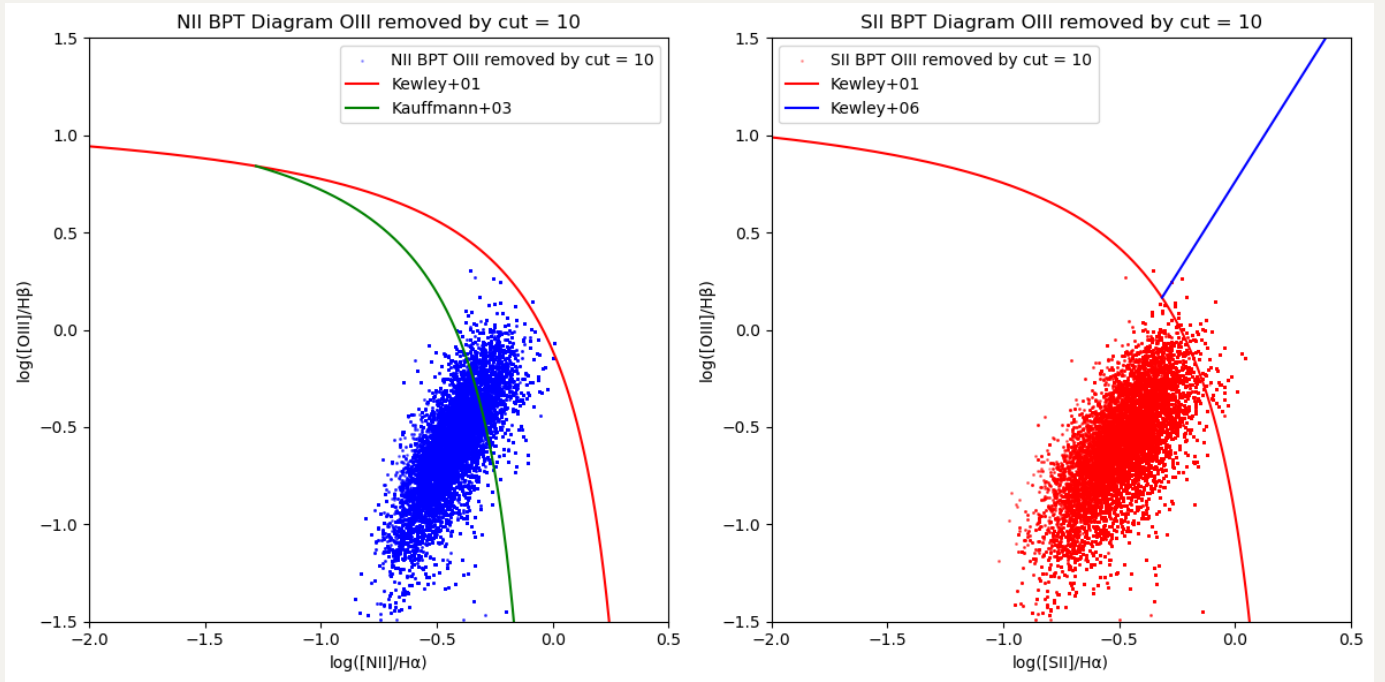 NII BPT Diagram OIII removed by cut = 10
NII BPT OIII removed by cut = 10
Kewley+01
Kauffmann+03
1.5
1.0
0.5
0.0
−0.5
−1.0
−1.5
log([OIII]/Hβ)
−2.0 −1.5 −1.0 −0.5 0.0 0.5
log([NII]/Hα)
SII BPT Diagram OIII removed by cut = 10
SII BPT OIII removed by cut = 10
Kewley+01
Kewley+06
1.5
1.0
0.5
0.0
−0.5
−1.0
−1.5
log([OIII]/Hβ)
−2.0 −1.5 −1.0 −0.5 0.0 0.5
log([SII]/Hα)